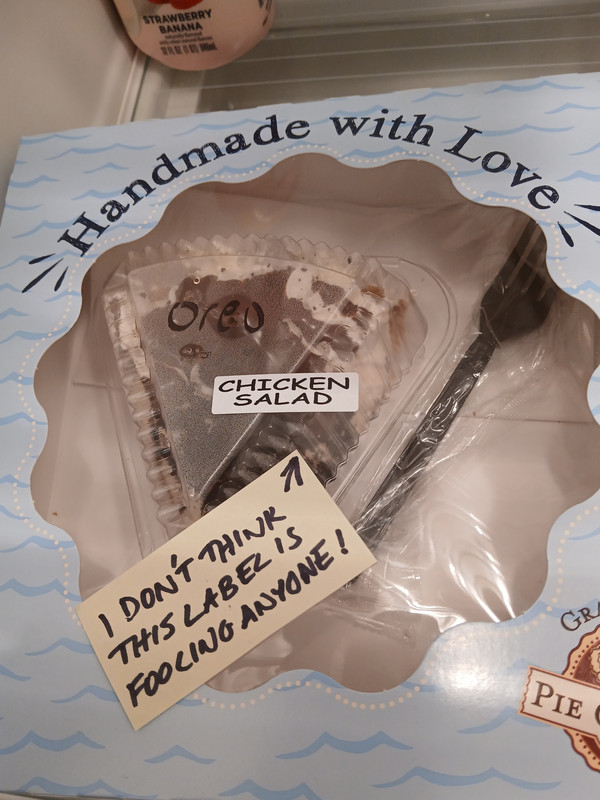 STRAWBERRY
BANANA
Handmade with Love
Oreo
CHICKEN
SALAD
I DON'T THINK
THIS LABEL IS
FOOLING ANYONE!
PIE